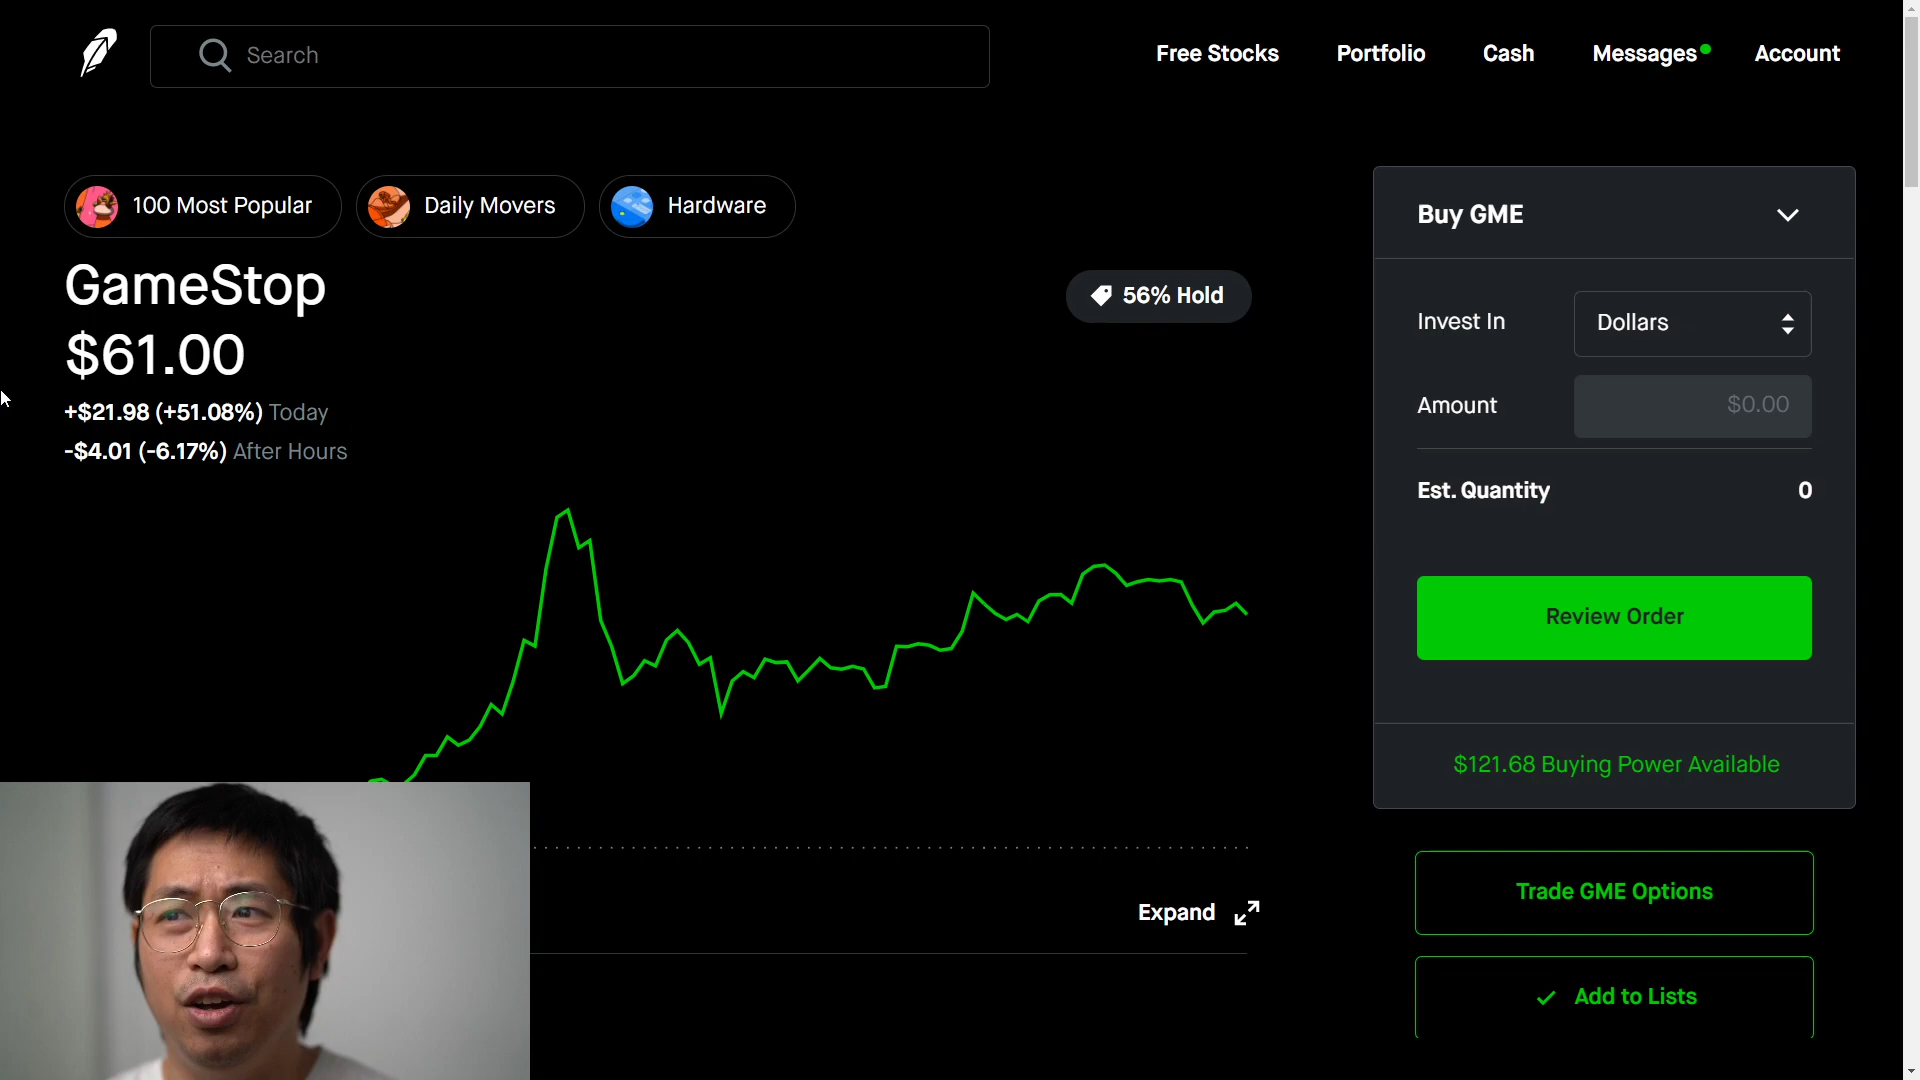 Search
Free Stocks
Portfolio
Cash
Messages
Account
100 Most Popular
Daily Movers
Hardware
GameStop
$61.00
+$21.98 (+51.08%) Today
-$4.01 (-6.17%) After Hours
56% Hold
Expand
Buy GME
Invest In
Dollars
Amount
$0.00
Est. Quantity
0
Review Order
$121.68 Buying Power Available
Trade GME Options
Add to Lists